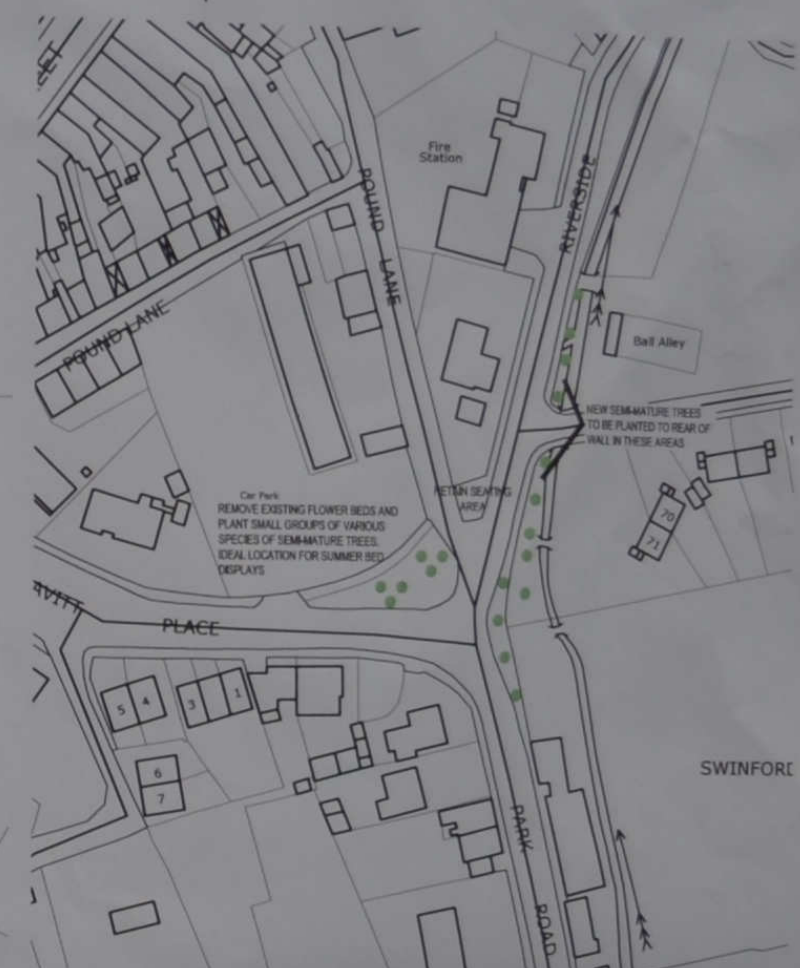 Fire
Station
POUND LANE
RIVERSIDE
Ball Alley
POUND LANE
NEW SEMI-MATURE TREES
TO BE PLANTED TO REAR OF
WALL IN THESE AREAS
Car Park
REMOVE EXISTING FLOWER BEDS AND
PLANT SMALL GROUPS OF VARIOUS
SPECIES OF SEMI-MATURE TREES.
IDEAL LOCATION FOR SUMMER BED
DISPLAYS
RETAIN SEATING
AREA
70
71
AVITT
PLACE
5
4
3
1
6
7
SWINFORD
PARK
ROAD